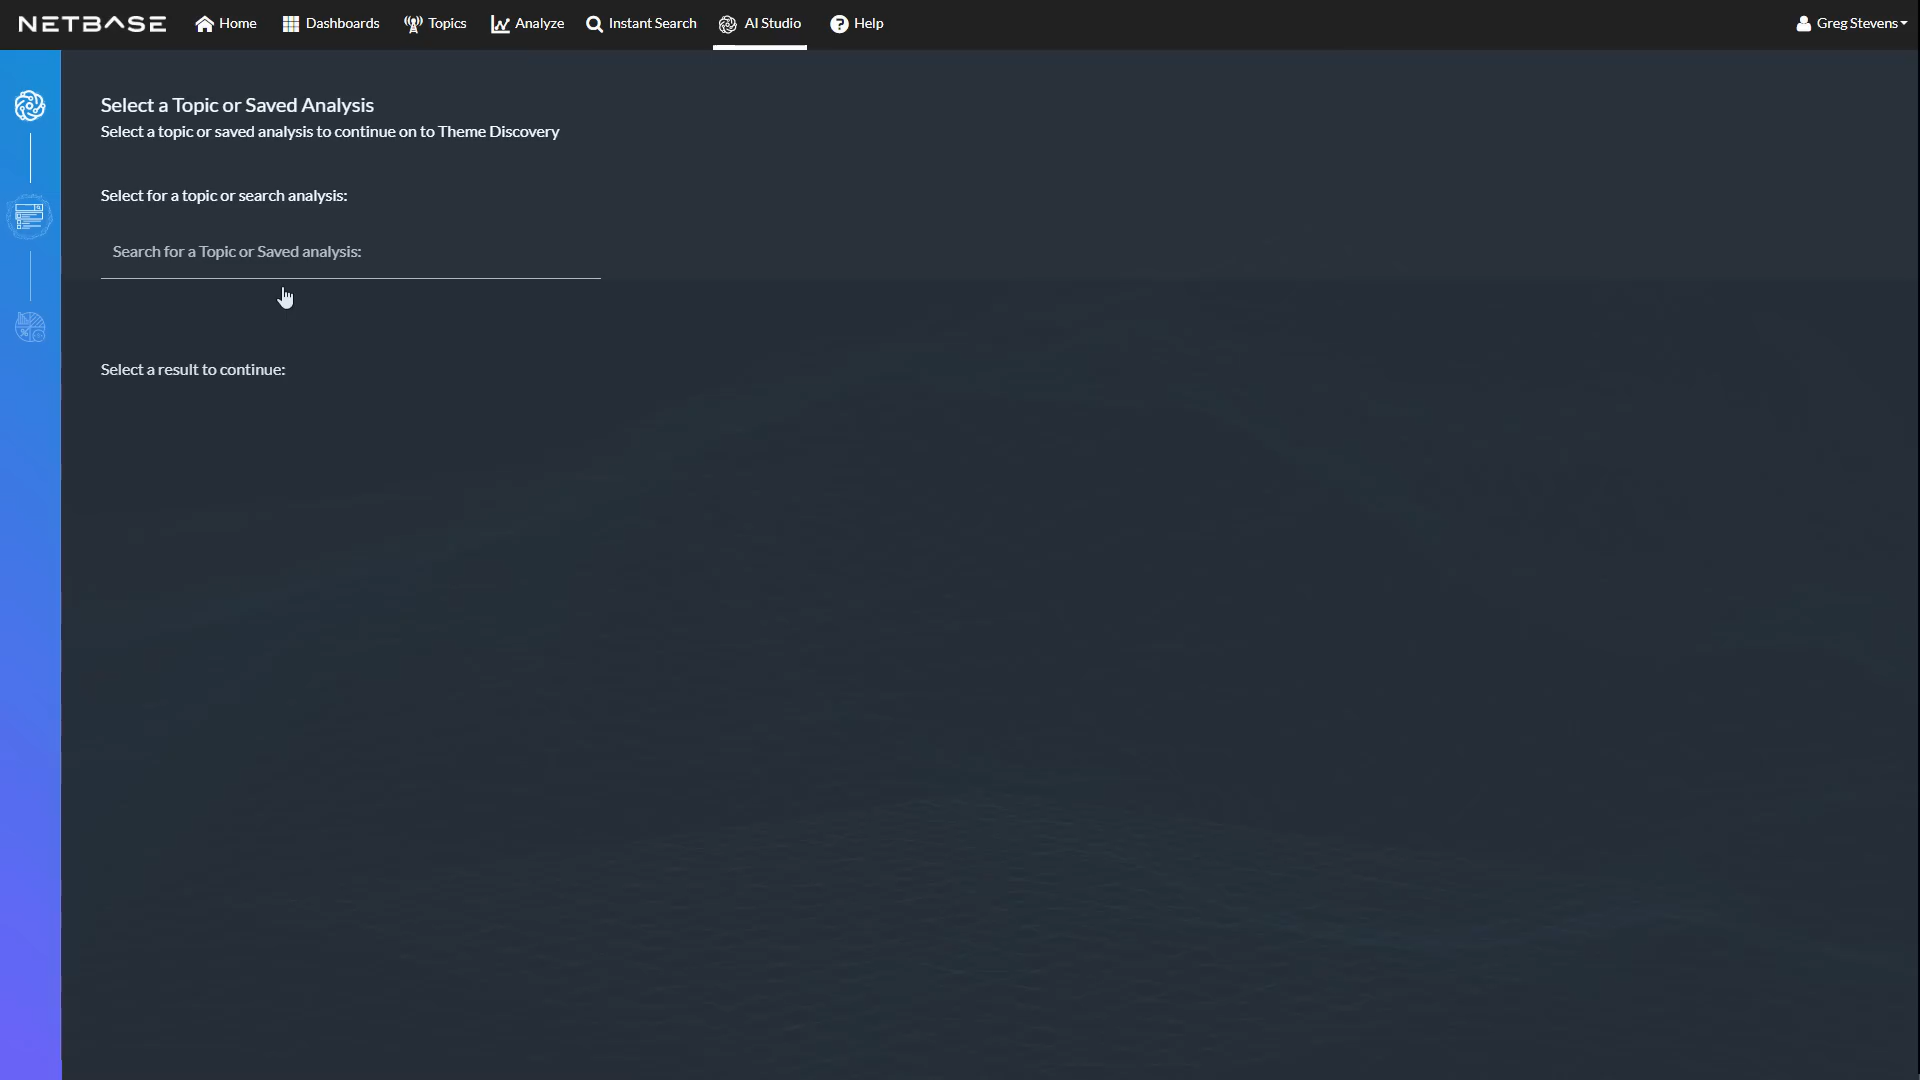 NETBASE
Home
Dashboards
Topics
Analyze
Instant Search
AI Studio
Help
Greg Stevens
Select a Topic or Saved Analysis
Select a topic or saved analysis to continue on to Theme Discovery
Select for a topic or search analysis:
Search for a Topic or Saved analysis:
Select a result to continue: